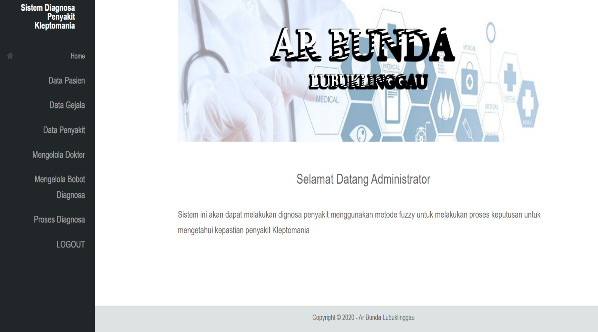 Sistem Diagnosa
Penyakit
Kleptomania
Home
Data Pasien
Data Gejala
Data Penyakit
Mengelola Dokter
Mengelola Bobot
Diagnosa
Proses Diagnosa
LOGOUT
AR BUNDA
LUBUKLINGGAU
MEDICAL
MEDICAL
MEDICAL
Selamat Datang Administrator
Sistem ini akan dapat melakukan dignosa penyakit menggunakan metode fuzzy untuk melakukan proses keputusan untuk
mengetahui kepastian penyakit Kleptomania
Copyright © 2020 - Ar Bunda Lubuklinggau